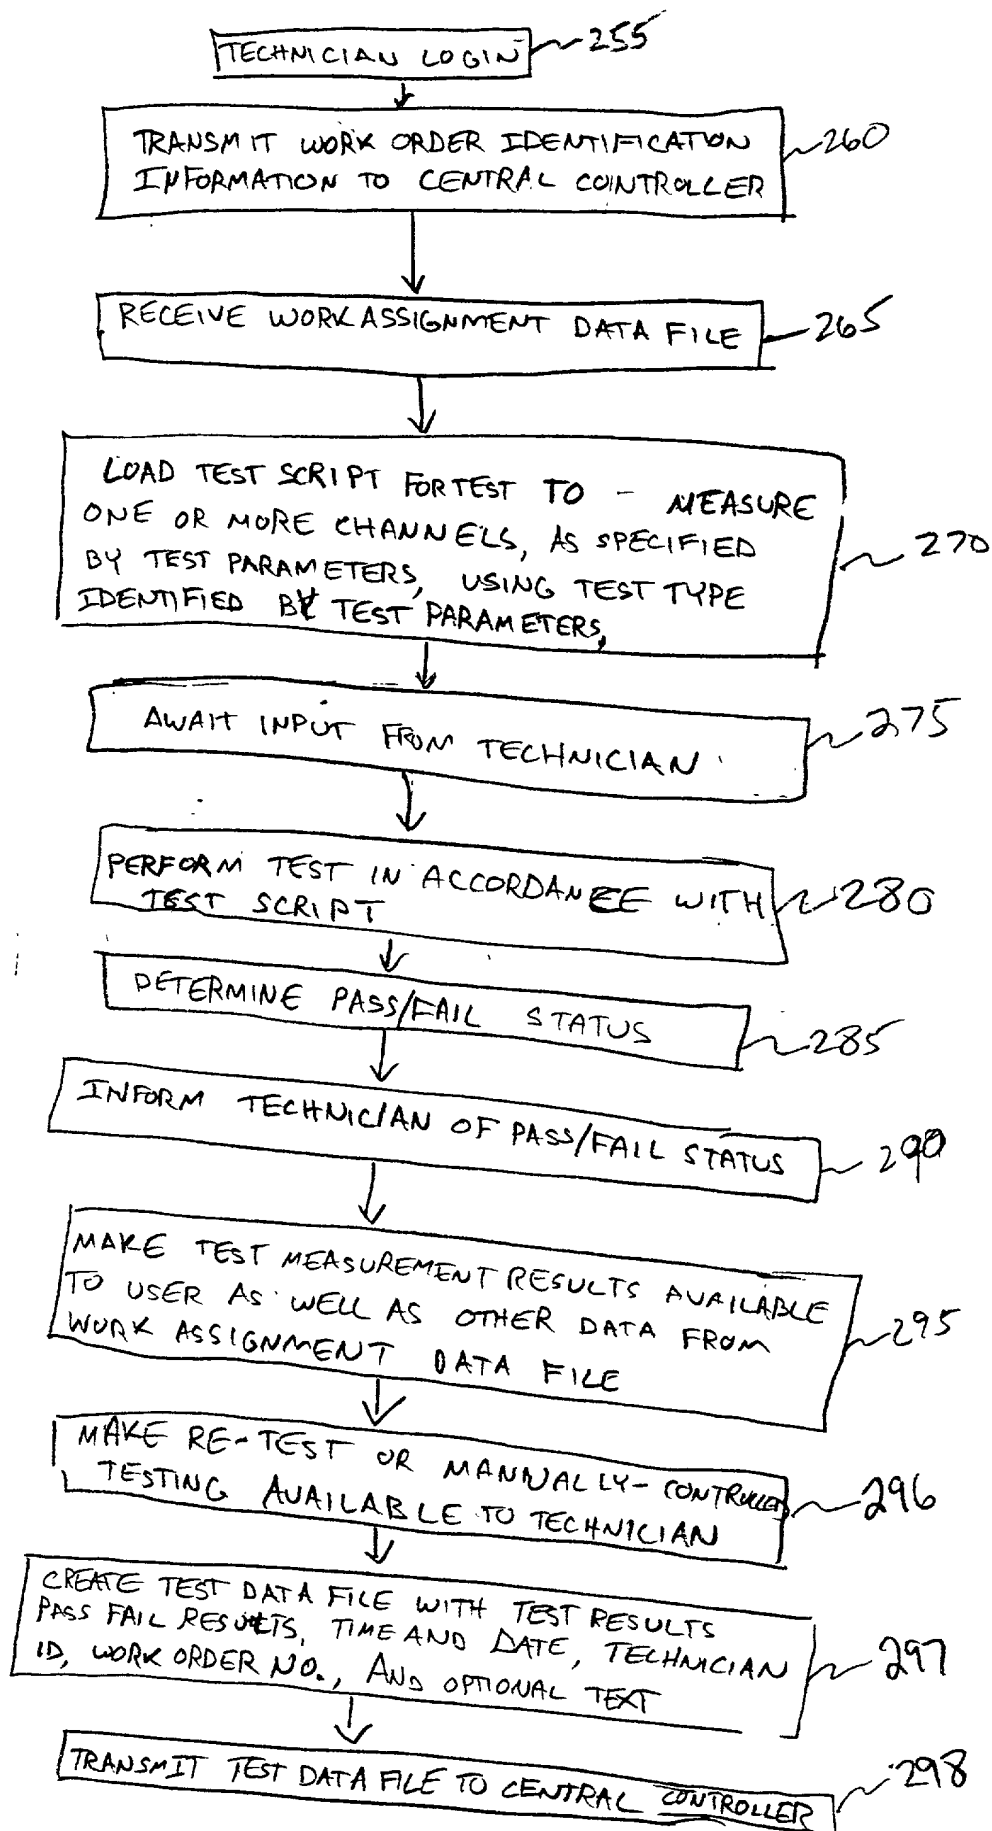 TECHNICIAN LOGIN
255
TRANSMIT WORK ORDER IDENTIFICATION
INFORMATION TO CENTRAL CONTROLLER
260
RECEIVE WORK ASSIGNMENT DATA FILE
265
LOAD TEST SCRIPT FOR TEST TO - MEASURE
ONE OR MORE CHANNELS, AS SPECIFIED
BY TEST PARAMETERS, USING TEST TYPE
IDENTIFIED BY TEST PARAMETERS,
270
AWAIT INPUT FROM TECHNICIAN
275
PERFORM TEST IN ACCORDANCE WITH
TEST SCRIPT
280
DETERMINE PASS/FAIL STATUS
285
INFORM TECHNICIAN OF PASS/FAIL STATUS
290
MAKE TEST MEASUREMENT RESULTS AVAILABLE
TO USER AS WELL AS OTHER DATA FROM
WORK ASSIGNMENT DATA FILE
295
MAKE RE-TEST OR MANUALLY-CONTROLLED
TESTING AVAILABLE TO TECHNICIAN
296
CREATE TEST DATA FILE WITH TEST RESULTS
PASS FAIL RESULTS, TIME AND DATE, TECHNICIAN
ID, WORK ORDER NO., AND OPTIONAL TEXT
297
TRANSMIT TEST DATA FILE TO CENTRAL CONTROLLER
298